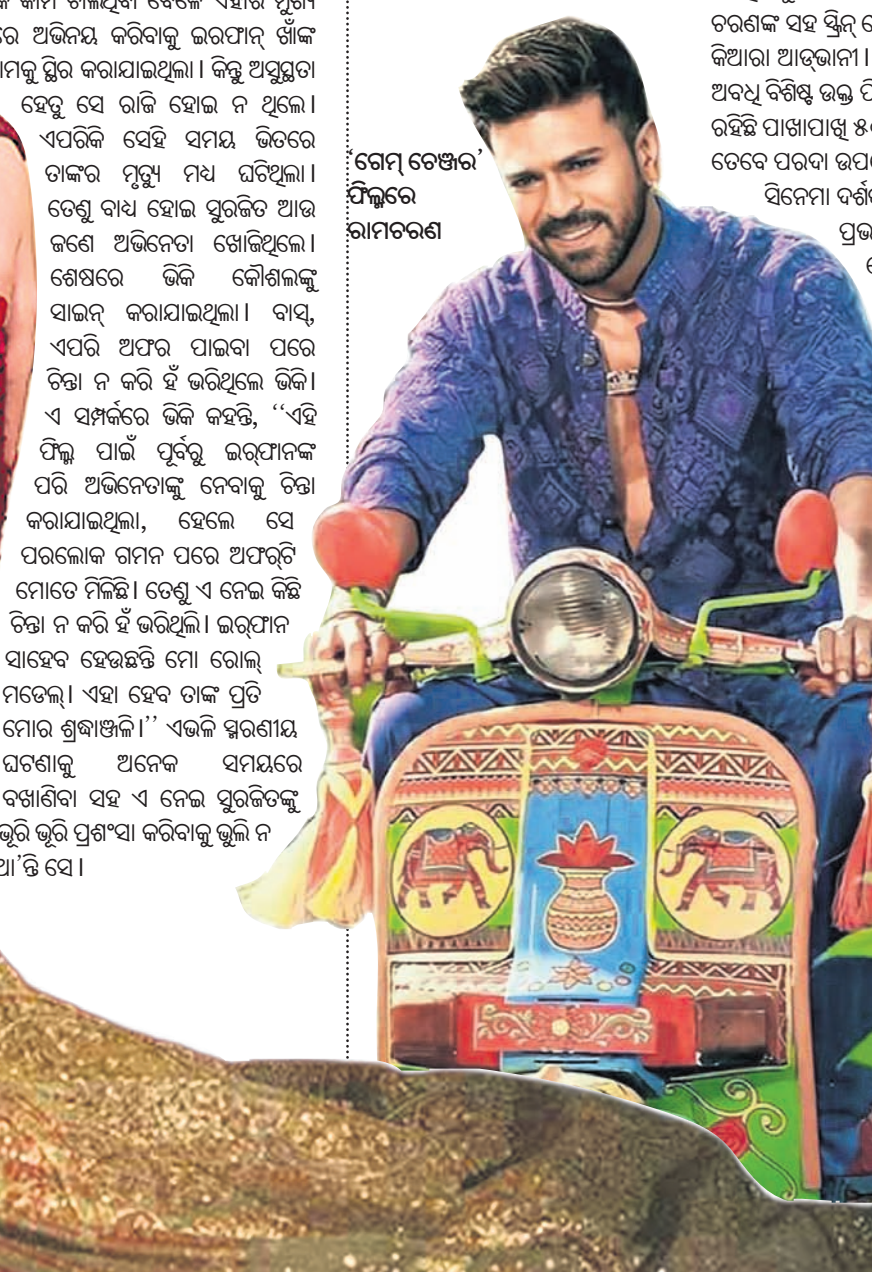 କାମ ଚାଲିଥିବା ବେଳେ ଏହାର ମୁଖ୍ୟ
ଅଭିନୟ କରିବାକୁ ଇରଫାନ୍ ଖାଁଙ୍କ
ସ୍ଥିର କରାଯାଇଥିଲା। କିନ୍ତୁ ଅସୁସ୍ଥତା
ହେତୁ ସେ ରାଜି ହୋଇ ନ ଥିଲେ।
ଏପରିକି ସେହି ସମୟ ଭିତରେ
ତାଙ୍କର ମୃତ୍ୟୁ ମଧ୍ୟ ଘଟିଥିଲା।
ତେଣୁ ବାଧ୍ୟ ହୋଇ ସୁରଜିତ ଆଉ
ଜଣେ ଅଭିନେତା ଖୋଜିଥିଲେ।
ଶେଷରେ ଭିକି କୌଶଲଙ୍କୁ
ସାଇନ୍ କରାଯାଇଥିଲା। ବାସ୍,
ଏପରି ଅଫର ପାଇବା ପରେ
ଚିନ୍ତା ନ କରି ହଁ ଭରିଥିଲେ ଭିକି।
ଏ ସମ୍ପର୍କରେ ଭିକି କହନ୍ତି, ‘‘ଏହି
ଫିଲ୍ମ ପାଇଁ ପୂର୍ବରୁ ଇର୍‌ଫାନଙ୍କ
ପରି ଅଭିନେତାଙ୍କୁ ନେବାକୁ ଚିନ୍ତା
କରାଯାଇଥିଲା, ହେଲେ ସେ
ପରଲୋକ ଗମନ ପରେ ଅଫର୍‌ଟି
ମୋତେ ମିଳିଛି। ତେଣୁ ଏ ନେଇ କିଛି
ଚିନ୍ତା ନ କରି ହଁ ଭରିଥିଲି। ଇର୍‌ଫାନ
ସାହେବ ହେଉଛନ୍ତି ମୋ ରୋଲ୍
ମଡେଲ୍। ଏହା ହେବ ତାଙ୍କ ପ୍ରତି
ମୋର ଶ୍ରଦ୍ଧାଞ୍ଜଳି।’’ ଏଭଳି ସ୍ମରଣୀୟ
ଘଟଣାକୁ ଅନେକ ସମୟରେ
ବଖାଣିବା ସହ ଏ ନେଇ ସୁରଜିତଙ୍କୁ
ଭୂରି ଭୂରି ପ୍ରଶଂସା କରିବାକୁ ଭୁଲି ନ
ଥା’ନ୍ତି ସେ।
‘ଗେମ୍ ଚେଞ୍ଜର’
ଫିଲ୍ମରେ
ରାମଚରଣ
ଚରଣଙ୍କ ସହ ସ୍କ୍ରିନ୍
କିଆରା ଆଡ୍‌ଭାନୀ।
ଅବଧି ବିଶିଷ୍ଟ ଉକ୍ତ
ରହିଛି ପାଖାପାଖି
ତେବେ ପରଦା
ସିନେମା